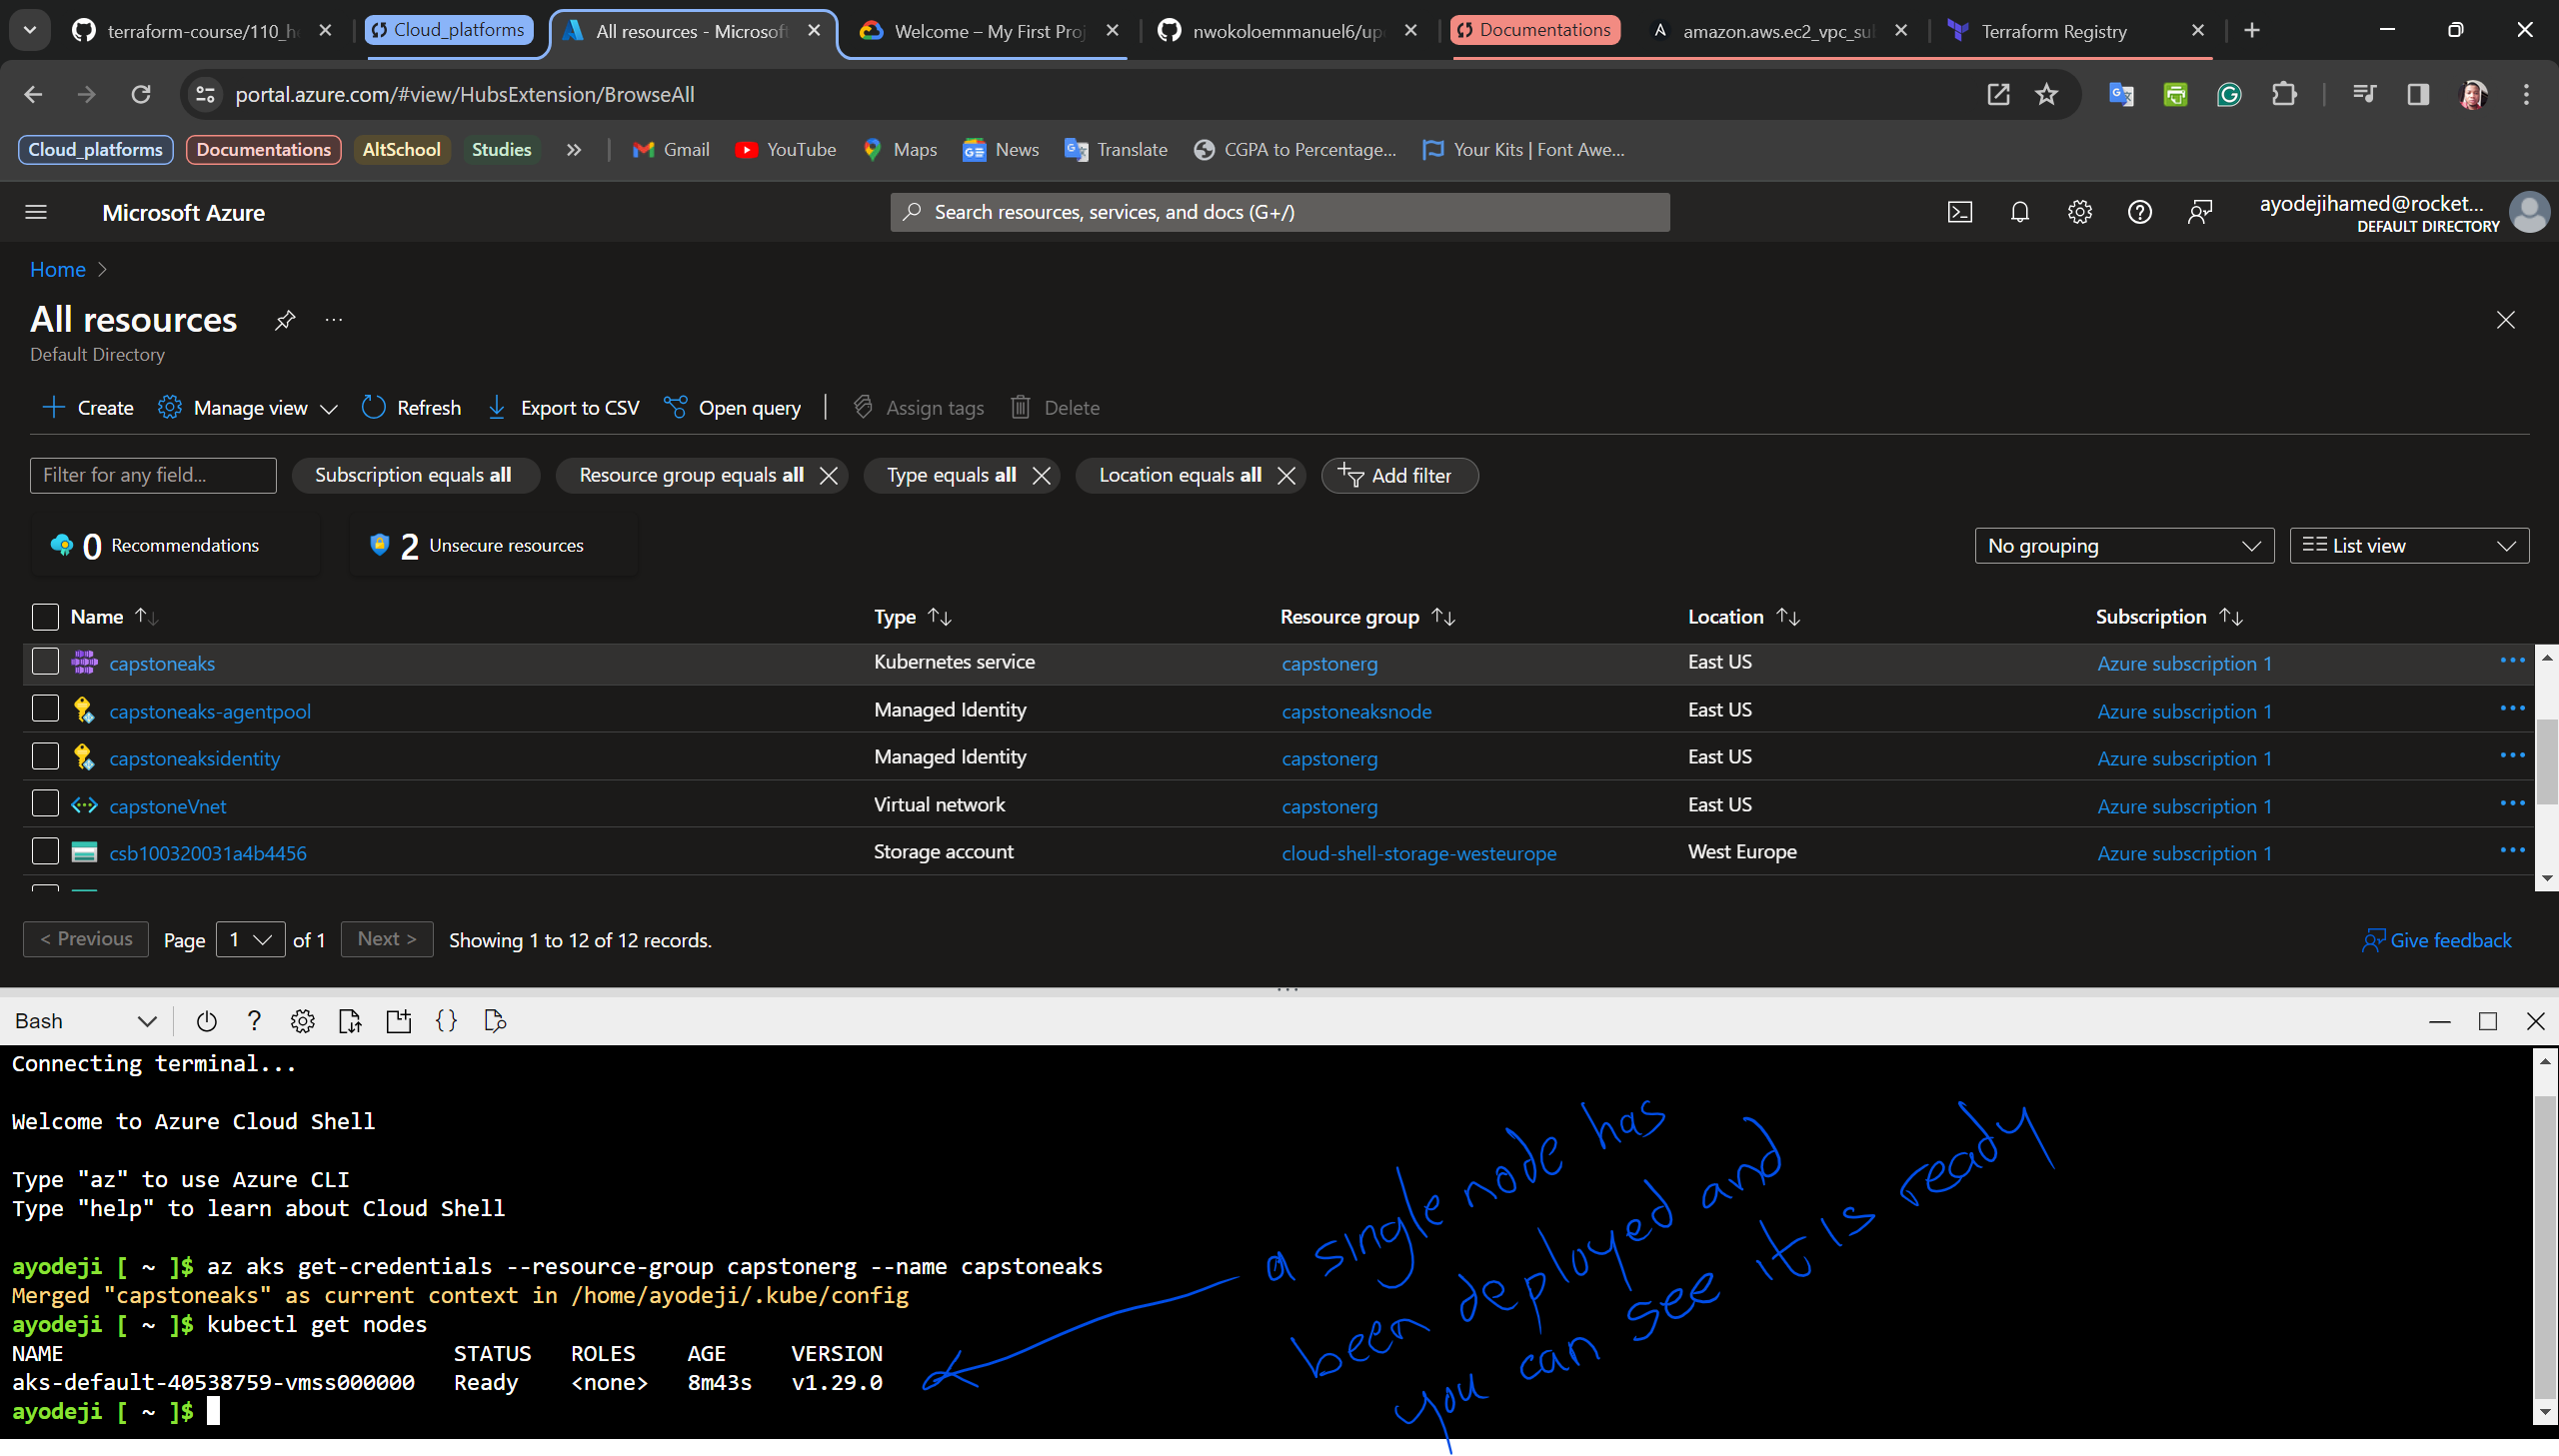 terraform-course/110_h
Cloud_platforms
All resources - Microsoft
Welcome – My First Proj
nwokoloemmanuel6/up
Documentations
amazon.aws.ec2_vpc_su
Terraform Registry
portal.azure.com/#view/HubsExtension/BrowseAll
Cloud_platforms Documentations AltSchool Studies » Gmail YouTube Maps News Translate CGPA to Percentage... Your Kits | Font Awe...
Microsoft Azure
Search resources, services, and docs (G+/)
ayodejihamed@rocket...
DEFAULT DIRECTORY
Home >
All resources
...
Default Directory
Create Manage view Refresh Export to CSV Open query | Assign tags Delete
Filter for any field... Subscription equals all Resource group equals all Type equals all Location equals all Add filter
0 Recommendations 2 Unsecure resources No grouping List view
Name Type Resource group Location Subscription
capstoneaks Kubernetes service capstonerg East US Azure subscription 1 ...
capstoneaks-agentpool Managed Identity capstoneaksnode East US Azure subscription 1 ...
capstoneaksidentity Managed Identity capstonerg East US Azure subscription 1 ...
capstoneVnet Virtual network capstonerg East US Azure subscription 1 ...
csb100320031a4b4456 Storage account cloud-shell-storage-westeurope West Europe Azure subscription 1 ...
< Previous Page 1 of 1 Next > Showing 1 to 12 of 12 records. Give feedback
Bash
Connecting terminal...
Welcome to Azure Cloud Shell
Type "az" to use Azure CLI
Type "help" to learn about Cloud Shell
ayodeji [ ~ ]$ az aks get-credentials --resource-group capstonerg --name capstoneaks
Merged "capstoneaks" as current context in /home/ayodeji/.kube/config
ayodeji [ ~ ]$ kubectl get nodes
NAME STATUS ROLES AGE VERSION
aks-default-40538759-vmss000000 Ready <none> 8m43s v1.29.0
ayodeji [ ~ ]$
a single node has
been deployed and
you can see it is ready